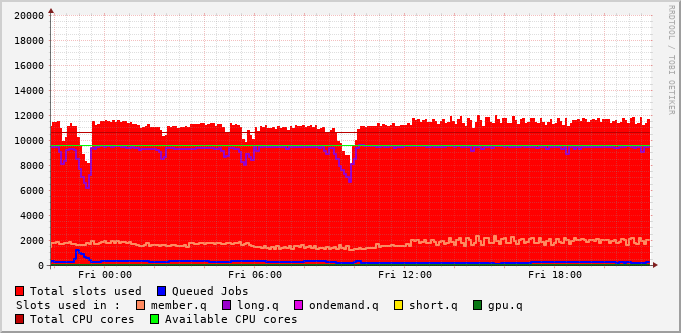 20000
18000
16000
14000
12000
10000
8000
6000
4000
2000
0
Fri 00:00 Fri 06:00 Fri 12:00 Fri 18:00
RRDTOOL / TOBI OETIKER
Total slots used Queued Jobs
Slots used in : member.q long.q ondemand.q short.q gpu.q
Total CPU cores Available CPU cores